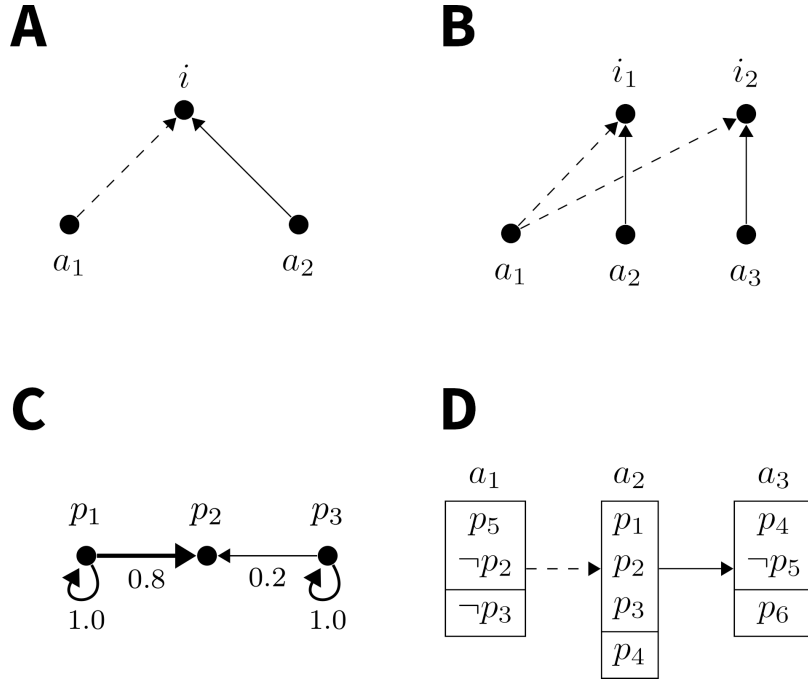 A
B
i
a₁ a₂
i₁ i₂
a₁ a₂ a₃
C
D
p₁ p₂ p₃
0.8 0.2
1.0 1.0
a₁ a₂ a₃
p₅
¬p₂
¬p₃
p₁
p₂
p₃
p₄
p₄
¬p₅
p₆